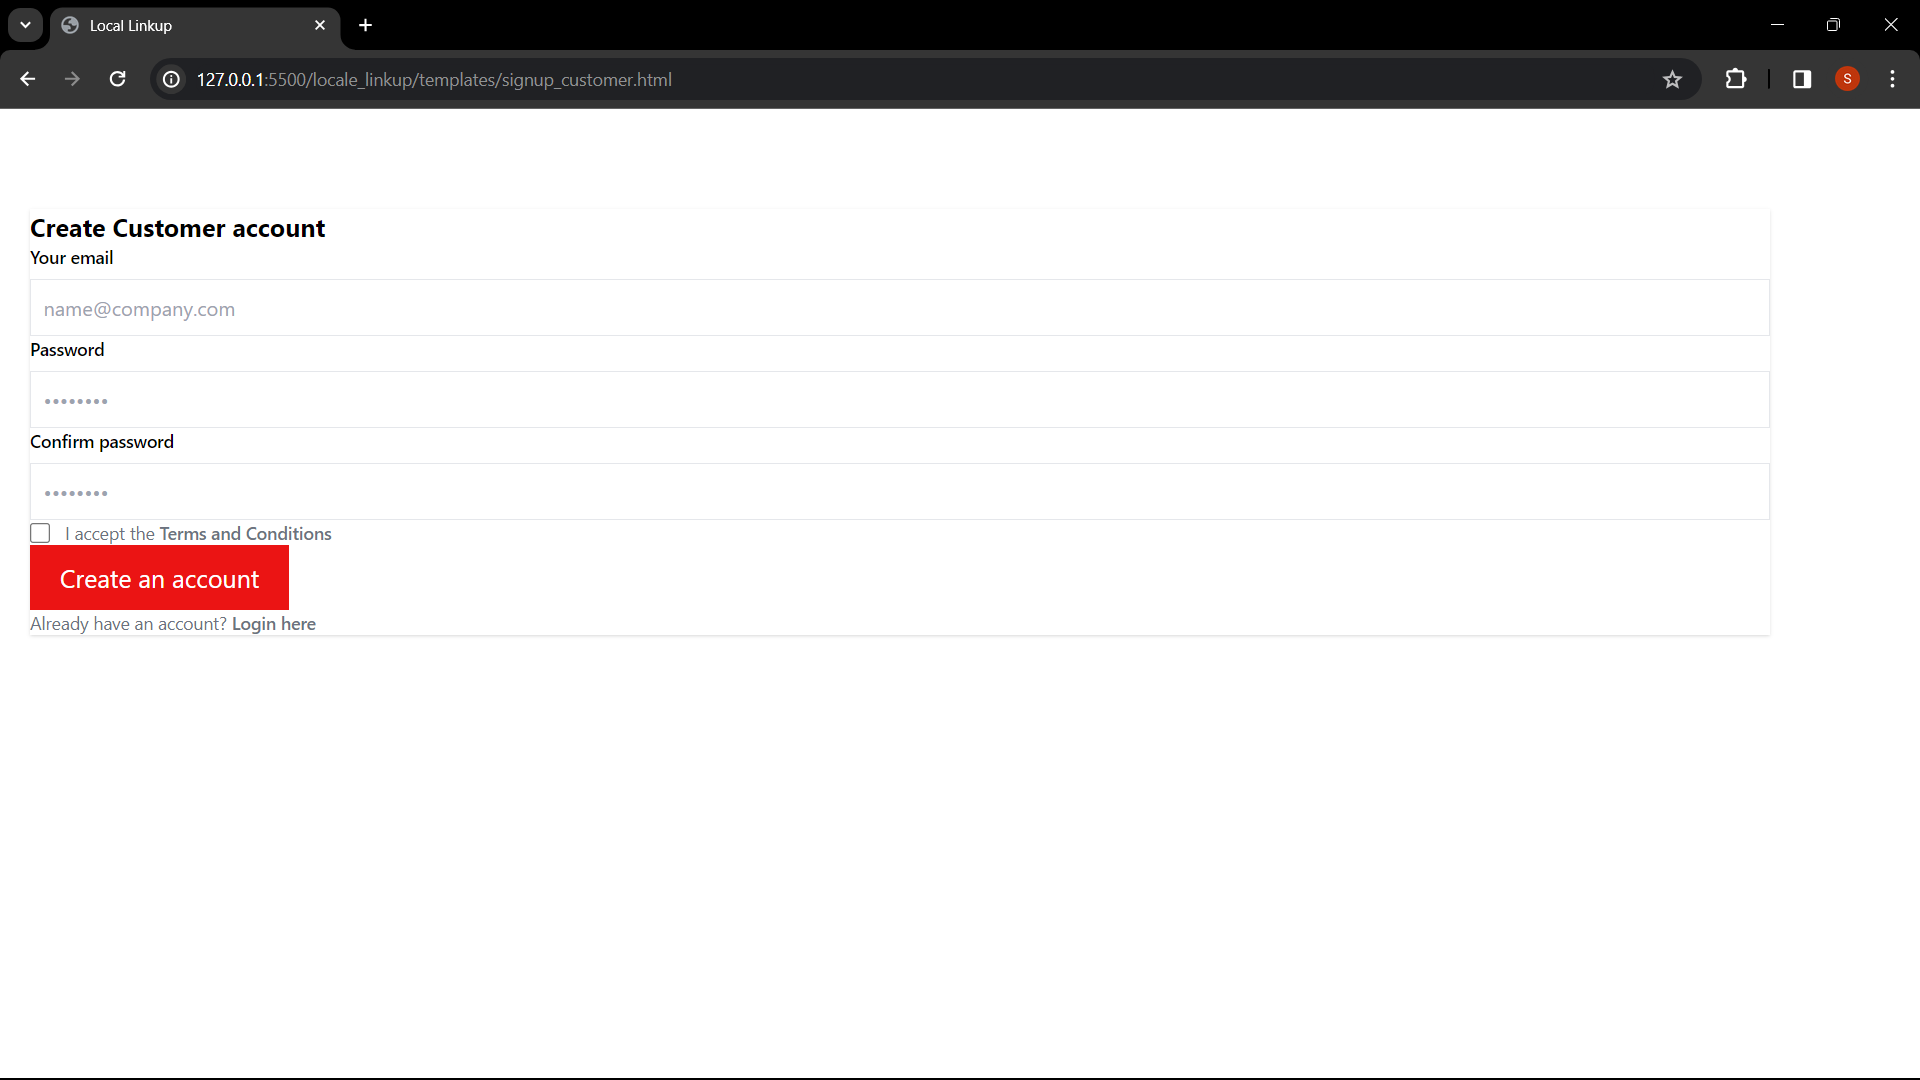 Local Linkup
127.0.0.1:5500/locale_linkup/templates/signup_customer.html
S
Create Customer account
Your email
name@company.com
Password
••••••••
Confirm password
••••••••
I accept the Terms and Conditions
Create an account
Already have an account? Login here